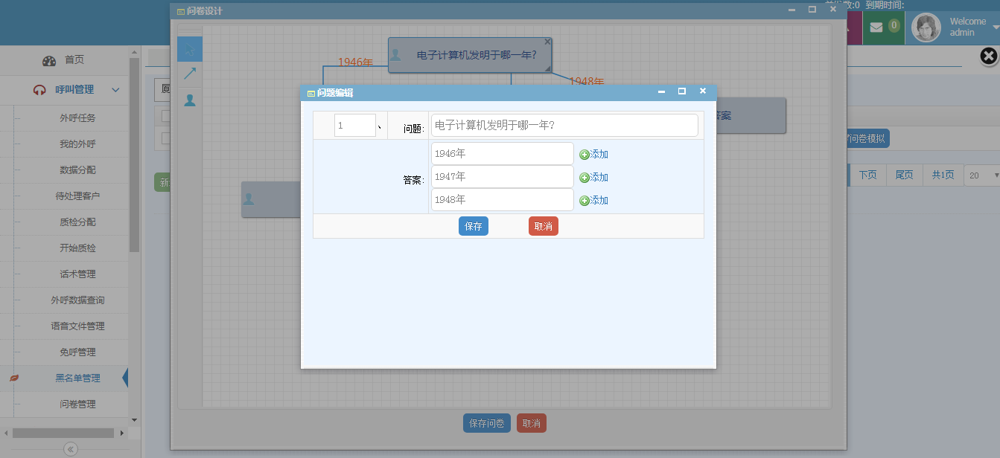 问卷设计
数:0 到期时间:
0
Welcome
admin
首页
呼叫管理
外呼任务
我的外呼
数据分配
待处理客户
质检分配
开始质检
话术管理
外呼数据查询
语音文件管理
免呼管理
黑名单管理
问卷管理
电子计算机发明于哪一年?
1946年
1948年
答案
问题编辑
1 、 问题: 电子计算机发明于哪一年?
答案:
1946年 添加
1947年 添加
1948年 添加
保存 取消
问卷模拟
下页 尾页 共1页 20
保存问卷 取消